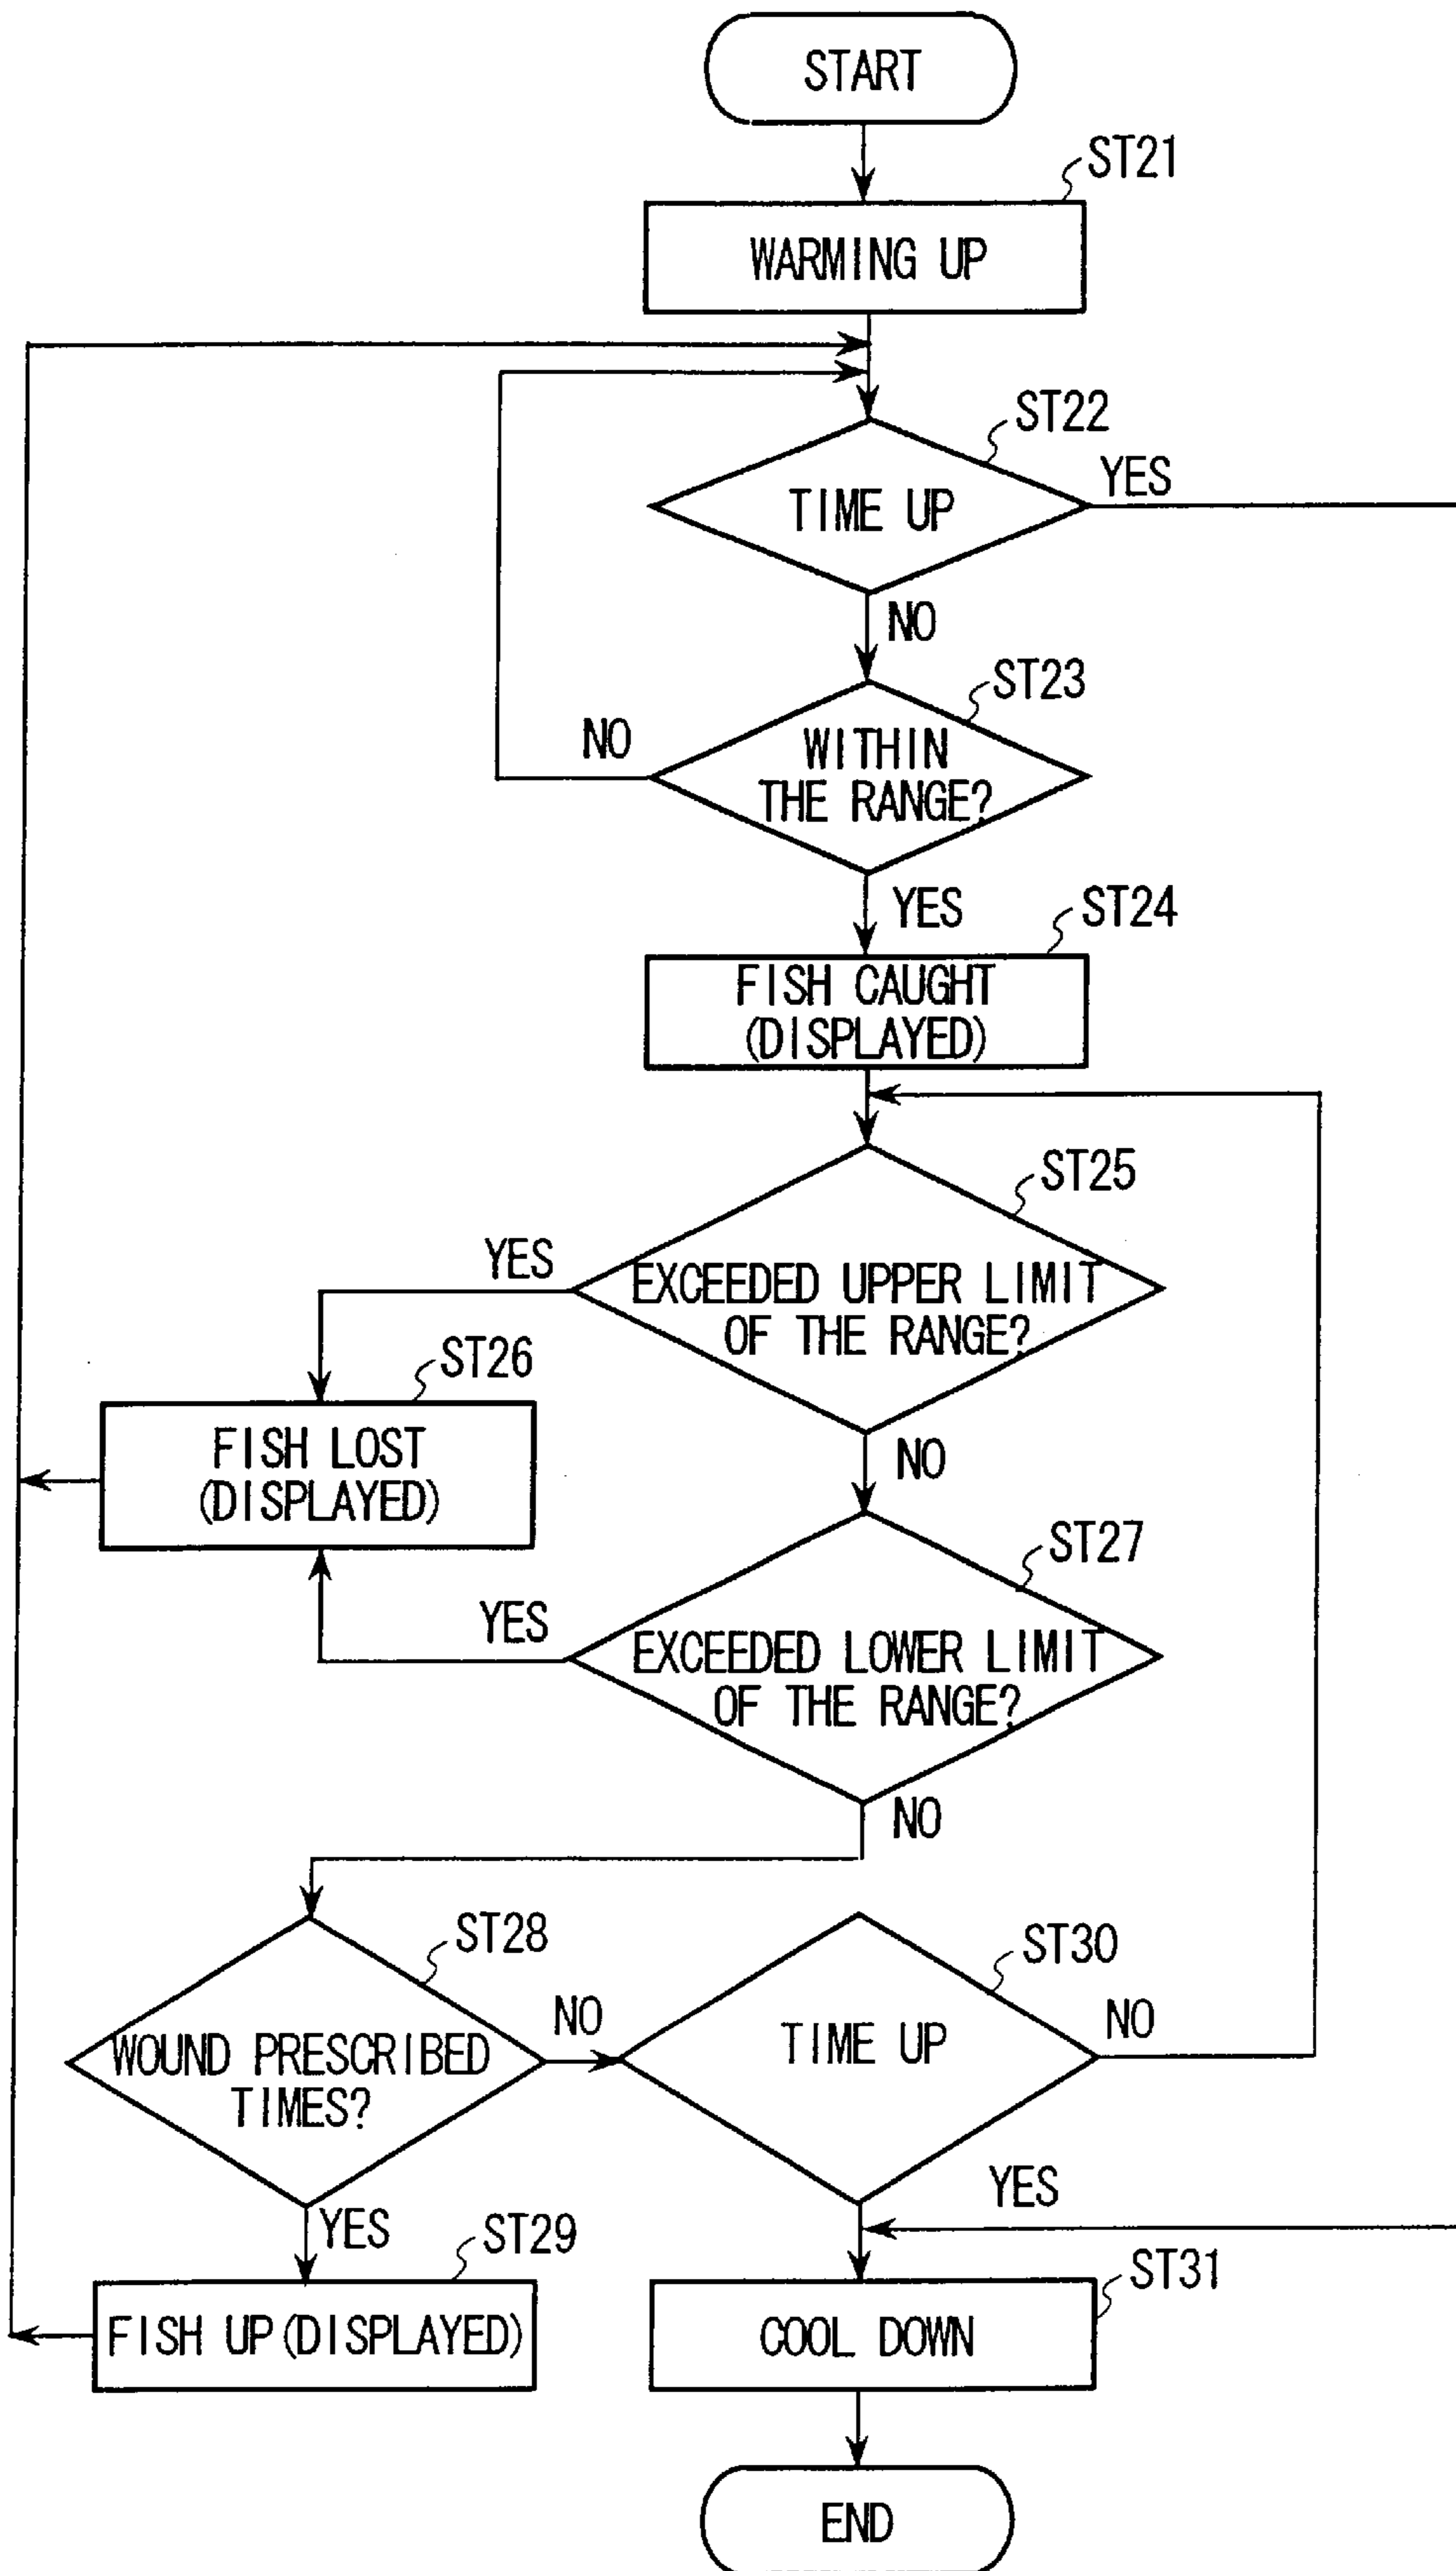 START
ST21
WARMING UP
ST22
YES
TIME UP
NO
ST23
NO
WITHIN
THE RANGE?
YES
ST24
FISH CAUGHT
(DISPLAYED)
ST25
YES
EXCEEDED UPPER LIMIT
OF THE RANGE?
ST26
NO
FISH LOST
(DISPLAYED)
ST27
YES
EXCEEDED LOWER LIMIT
OF THE RANGE?
NO
ST28
ST30
NO
NO
WOUND PRESCRIBED
TIMES?
TIME UP
YES
YES
ST29
ST31
FISH UP(DISPLAYED)
COOL DOWN
END